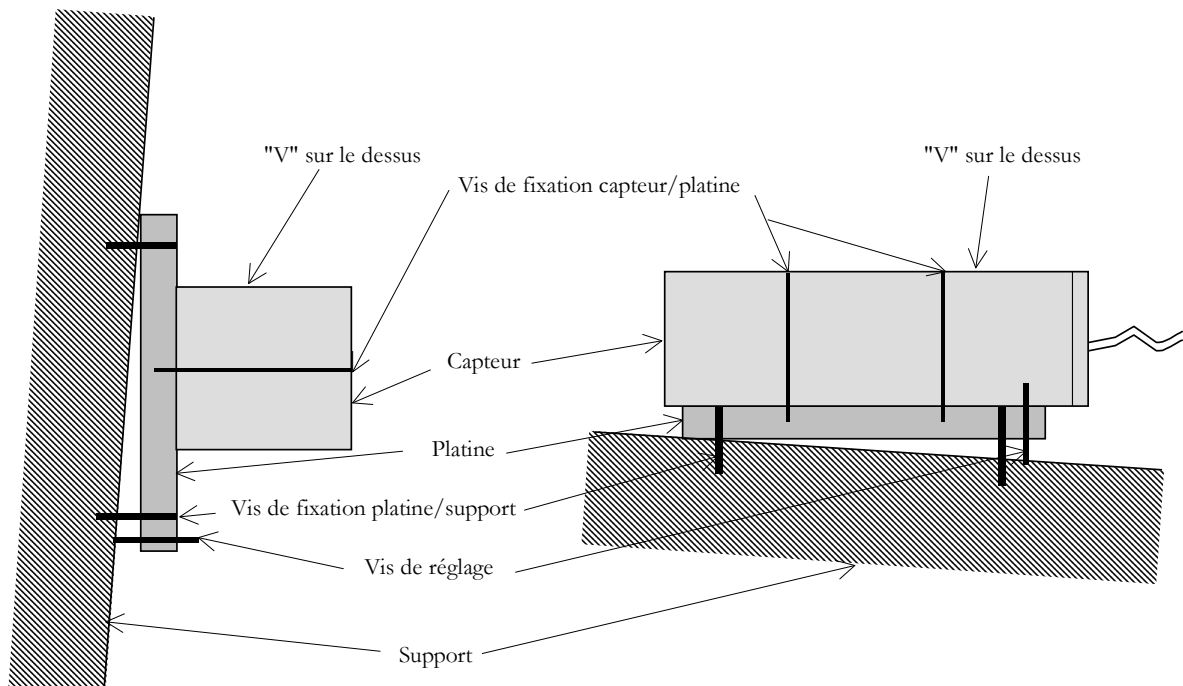 "V" sur le dessus
"V" sur le dessus
Vis de fixation capteur/platine
Capteur
Platine
Vis de fixation platine/support
Vis de réglage
Support